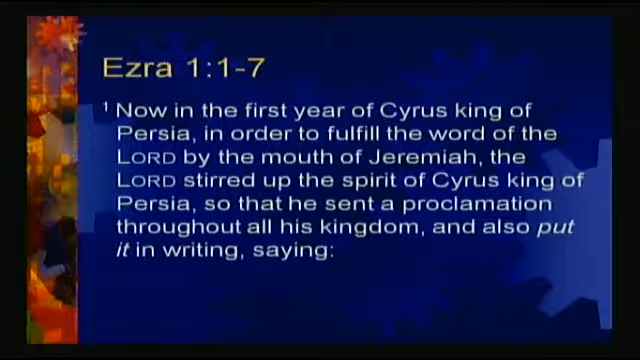 Ezra 1:1-7
¹ Now in the first year of Cyrus king of
Persia, in order to fulfill the word of the
LORD by the mouth of Jeremiah, the
LORD stirred up the spirit of Cyrus king of
Persia, so that he sent a proclamation
throughout all his kingdom, and also put
it in writing, saying: